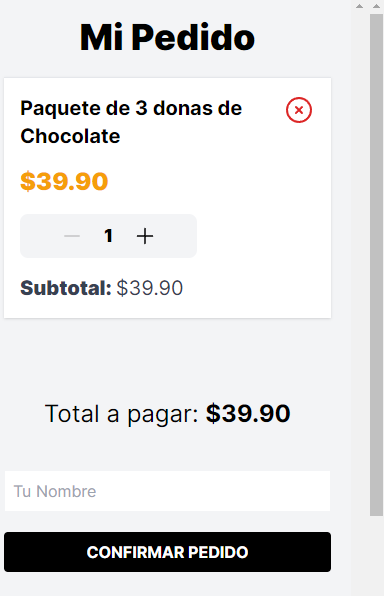 Mi Pedido
Paquete de 3 donas de
Chocolate
$39.90
1
Subtotal: $39.90
Total a pagar: $39.90
Tu Nombre
CONFIRMAR PEDIDO